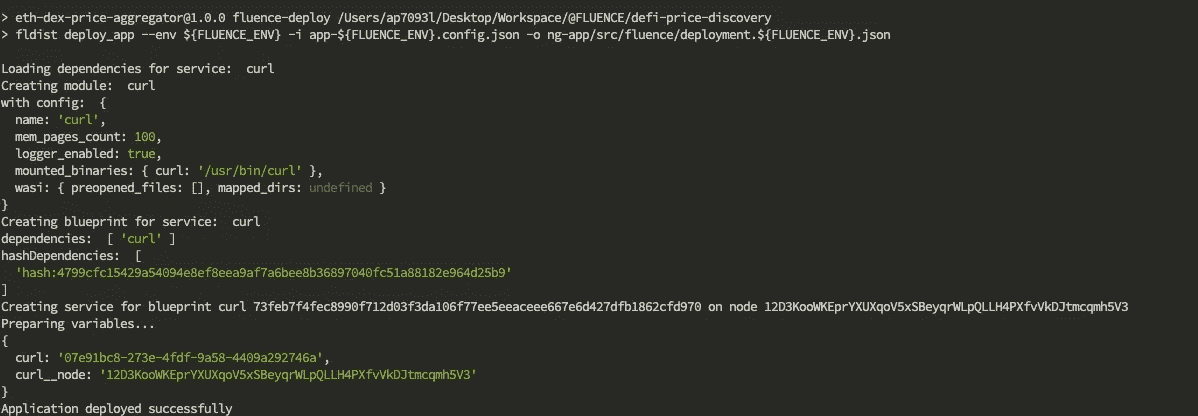 > eth-dex-price-aggregator@1.0.0 fluence-deploy /Users/ap7093l/Desktop/Workspace/@FLUENCE/defi-price-discovery
> fldist deploy_app --env ${FLUENCE_ENV} -i app-${FLUENCE_ENV}.config.json -o ng-app/src/fluence/deployment.${FLUENCE_ENV}.json
Loading dependencies for service:  curl
Creating module:  curl
with config:  {
  name: 'curl',
  mem_pages_count: 100,
  logger_enabled: true,
  mounted_binaries: { curl: '/usr/bin/curl' },
  wasi: { preopened_files: [], mapped_dirs: undefined }
}
Creating blueprint for service:  curl
dependencies:  [ 'curl' ]
hashDependencies:  [
  'hash:4799cfc15429a54094e8ef8eea9af7a6bee8b36897040fc51a88182e964d25b9'
]
Creating service for blueprint curl 73feb7f4fec8990f712d03f3da106f77ee5eeaceee667e6d427dfb1862cfd970 on node 12D3KooWKEprYXUXqoV5xSBeyqrWLpQLLH4PXfvVkDJtmcqmh5V3
Preparing variables...
{
  curl: '07e91bc8-273e-4fdf-9a58-4409a292746a',
  curl__node: '12D3KooWKEprYXUXqoV5xSBeyqrWLpQLLH4PXfvVkDJtmcqmh5V3'
}
Application deployed successfully